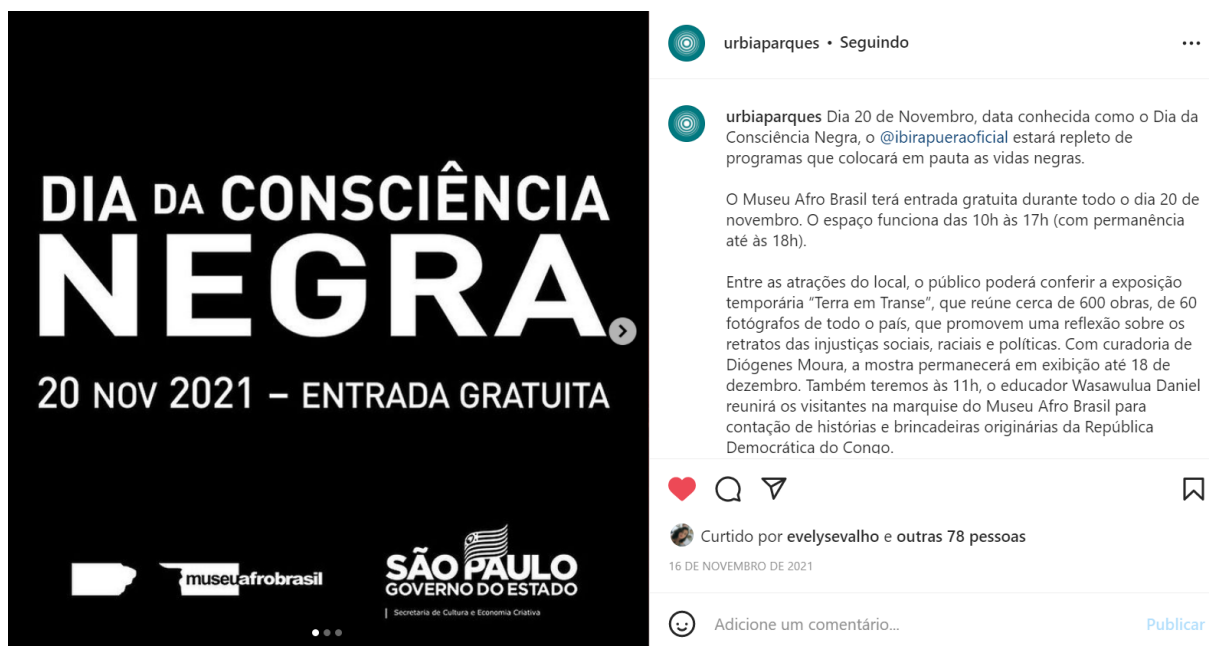 DIA DA CONSCIÊNCIA
NEGRA
20 NOV 2021 – ENTRADA GRATUITA
museuafrobrasil
SÃO PAULO
GOVERNO DO ESTADO
Secretaria de Cultura e Economia Criativa
urbiaparques • Seguindo
urbiaparques Dia 20 de Novembro, data conhecida como o Dia da
Consciência Negra, o @ibirapueraoficial estará repleto de
programas que colocará em pauta as vidas negras.
O Museu Afro Brasil terá entrada gratuita durante todo o dia 20 de
novembro. O espaço funciona das 10h às 17h (com permanência
até às 18h).
Entre as atrações do local, o público poderá conferir a exposição
temporária “Terra em Transe”, que reúne cerca de 600 obras, de 60
fotógrafos de todo o país, que promovem uma reflexão sobre os
retratos das injustiças sociais, raciais e políticas. Com curadoria de
Diógenes Moura, a mostra permanecerá em exibição até 18 de
dezembro. Também teremos às 11h, o educador Wasawulua Daniel
reunirá os visitantes na marquise do Museu Afro Brasil para
contação de histórias e brincadeiras originárias da República
Democrática do Congo.
Curtido por evelysevalho e outras 78 pessoas
16 DE NOVEMBRO DE 2021
Adicione um comentário...
Publicar